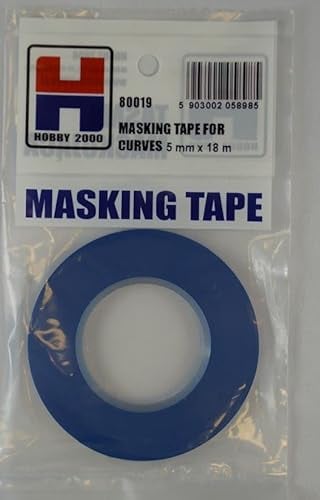 80019
5 903002 058985
HOBBY 2000
MASKING TAPE FOR
CURVES 5 mm x 18 m
MASKING TAPE